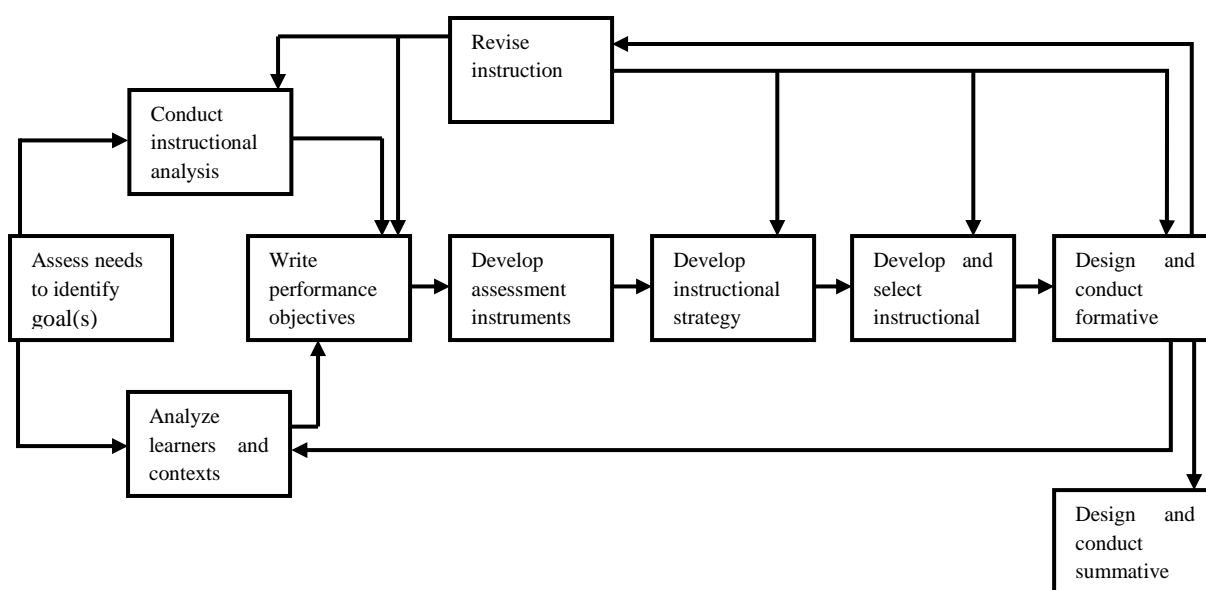 Revise
instruction
Conduct
instructional
analysis
Assess needs
to identify
goal(s)
Write
performance
objectives
Develop
assessment
instruments
Develop
instructional
strategy
Develop and
select
instructional
Design and
conduct
formative
Analyze
learners and
contexts
Design and
conduct
summative